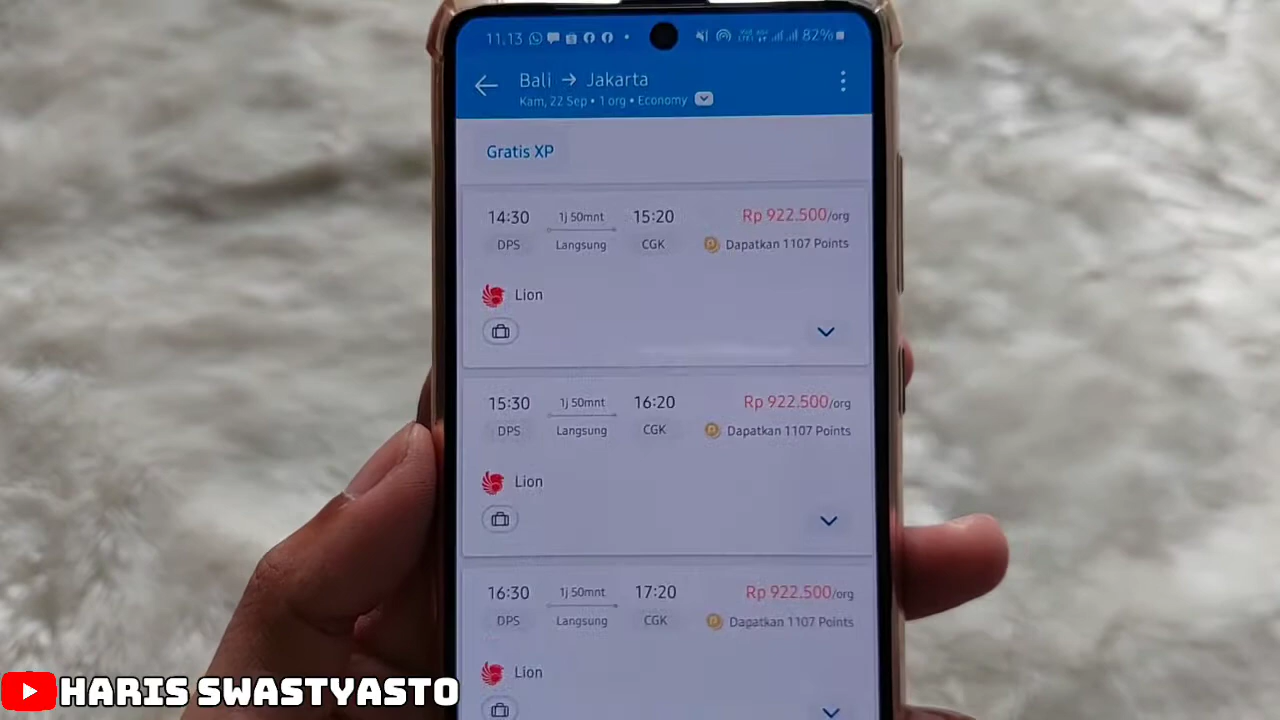 11.13 82%
Bali → Jakarta
Kam, 22 Sep • 1 org • Economy
Gratis XP
14:30 1j 50mnt 15:20 Rp 922.500/org
DPS Langsung CGK Dapatkan 1107 Points
Lion
15:30 1j 50mnt 16:20 Rp 922.500/org
DPS Langsung CGK Dapatkan 1107 Points
Lion
16:30 1j 50mnt 17:20 Rp 922.500/org
DPS Langsung CGK Dapatkan 1107 Points
Lion
HARIS SWASTYASTO